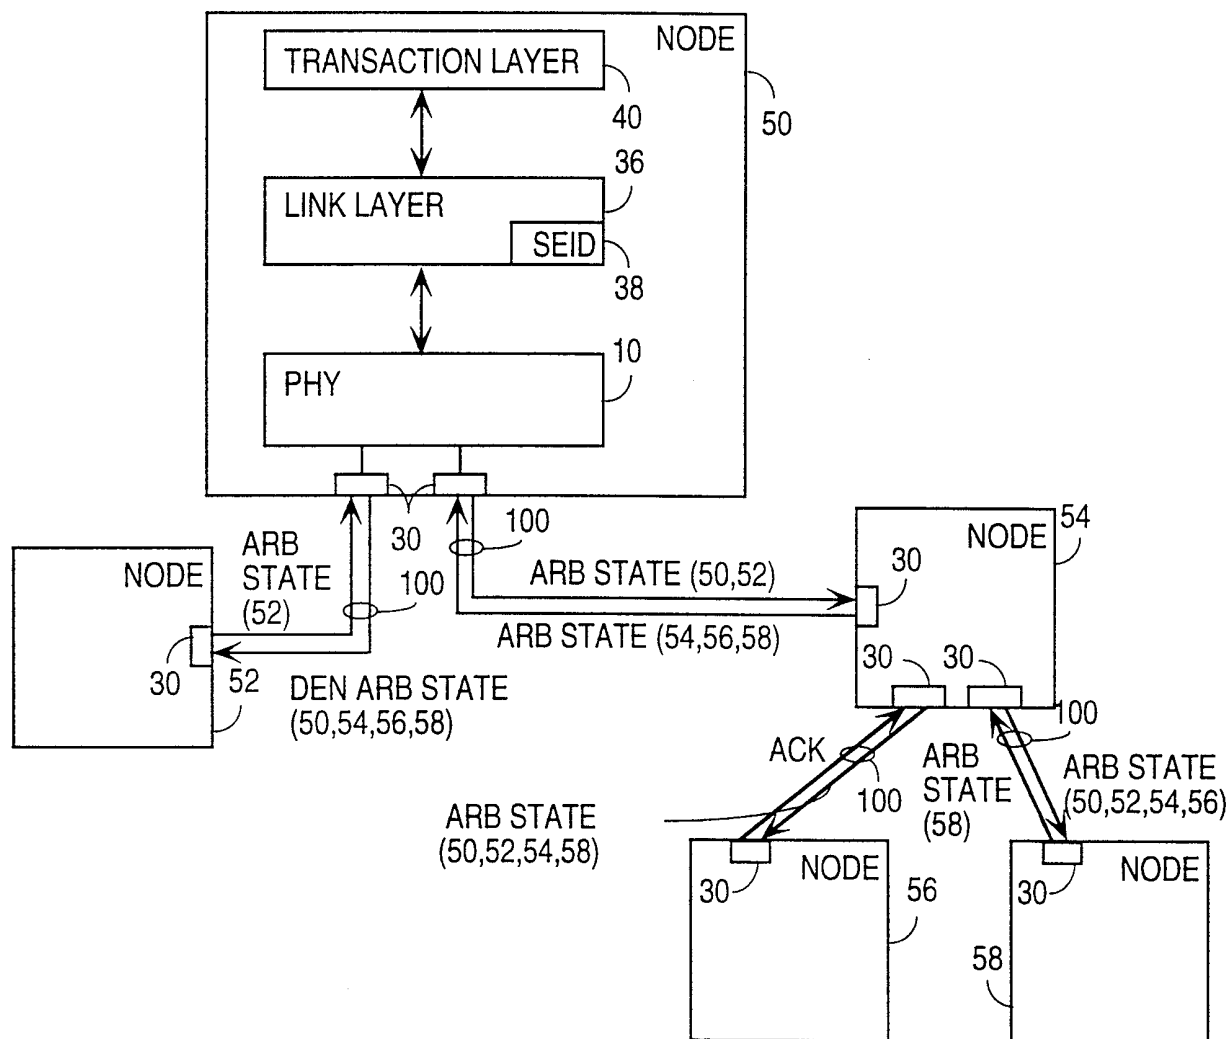 NODE
TRANSACTION LAYER
40
50
36
LINK LAYER
SEID
38
10
PHY
30
100
ARB
STATE
(52)
100
NODE
30
52
DEN ARB STATE
(50,54,56,58)
ARB STATE (50,52)
ARB STATE (54,56,58)
54
NODE
30
30
30
100
ACK
100
ARB
STATE
(58)
ARB STATE
(50,52,54,56)
ARB STATE
(50,52,54,58)
NODE
30
56
NODE
30
58